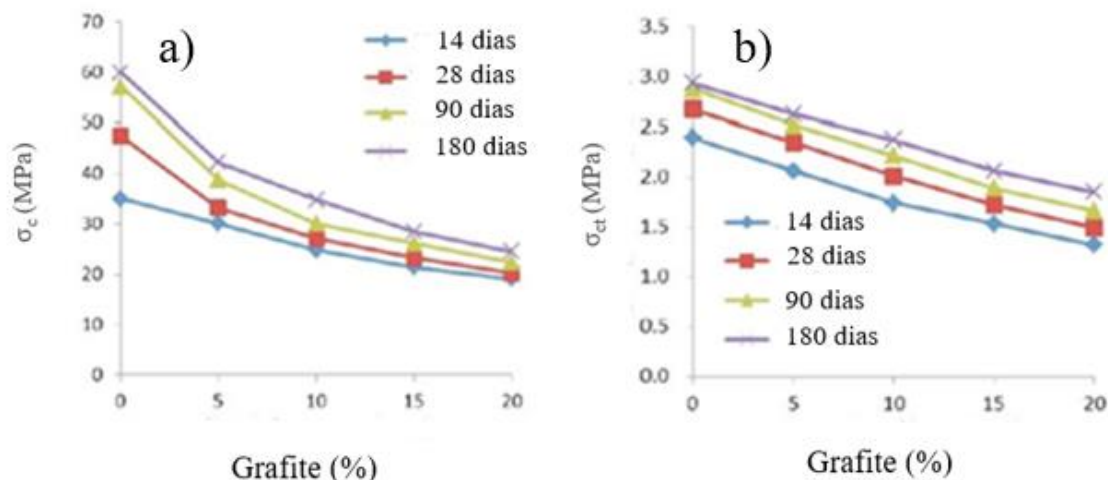 a)
14 dias
28 dias
90 dias
180 dias
σc (MPa)
70
60
50
40
30
20
10
0
0 5 10 15 20
Grafite (%)
b)
14 dias
28 dias
90 dias
180 dias
σct (MPa)
3.5
3.0
2.5
2.0
1.5
1.0
0.5
0.0
0 5 10 15 20
Grafite (%)